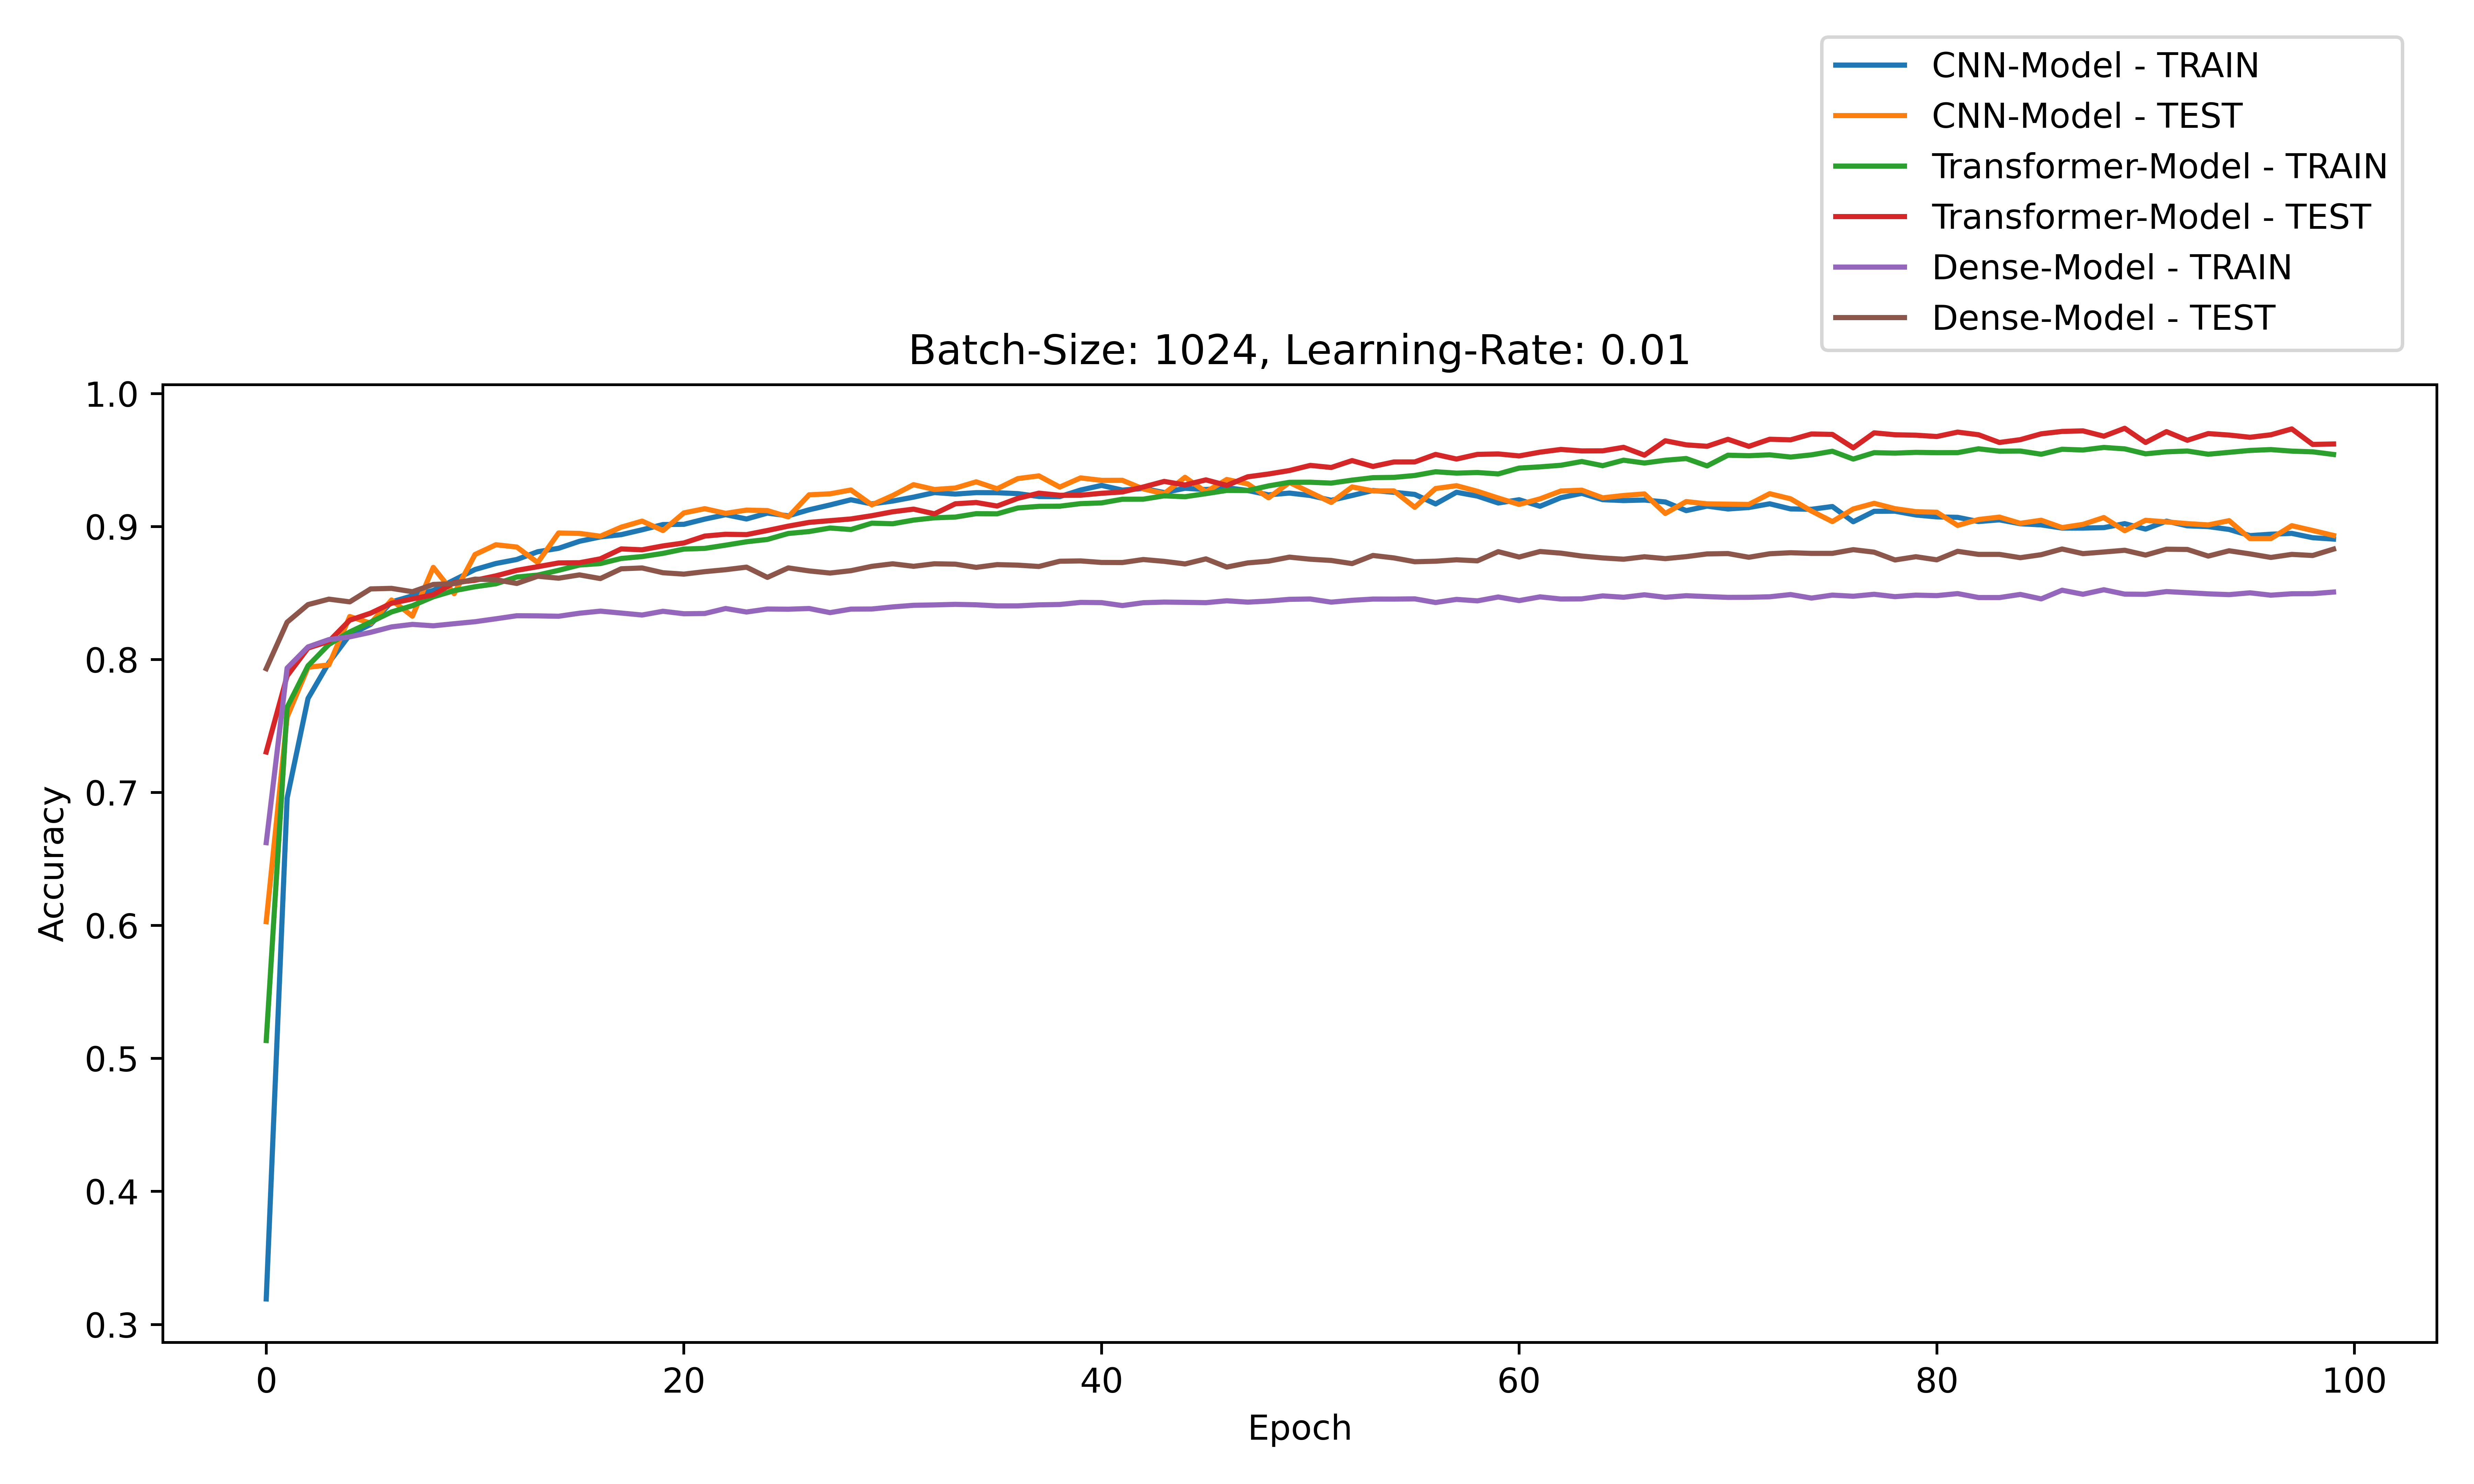 CNN-Model - TRAIN
CNN-Model - TEST
Transformer-Model - TRAIN
Transformer-Model - TEST
Dense-Model - TRAIN
Dense-Model - TEST
Batch-Size: 1024, Learning-Rate: 0.01
1.0
0.9
0.8
0.7
0.6
0.5
0.4
0.3
Accuracy
0 20 40 60 80 100
Epoch